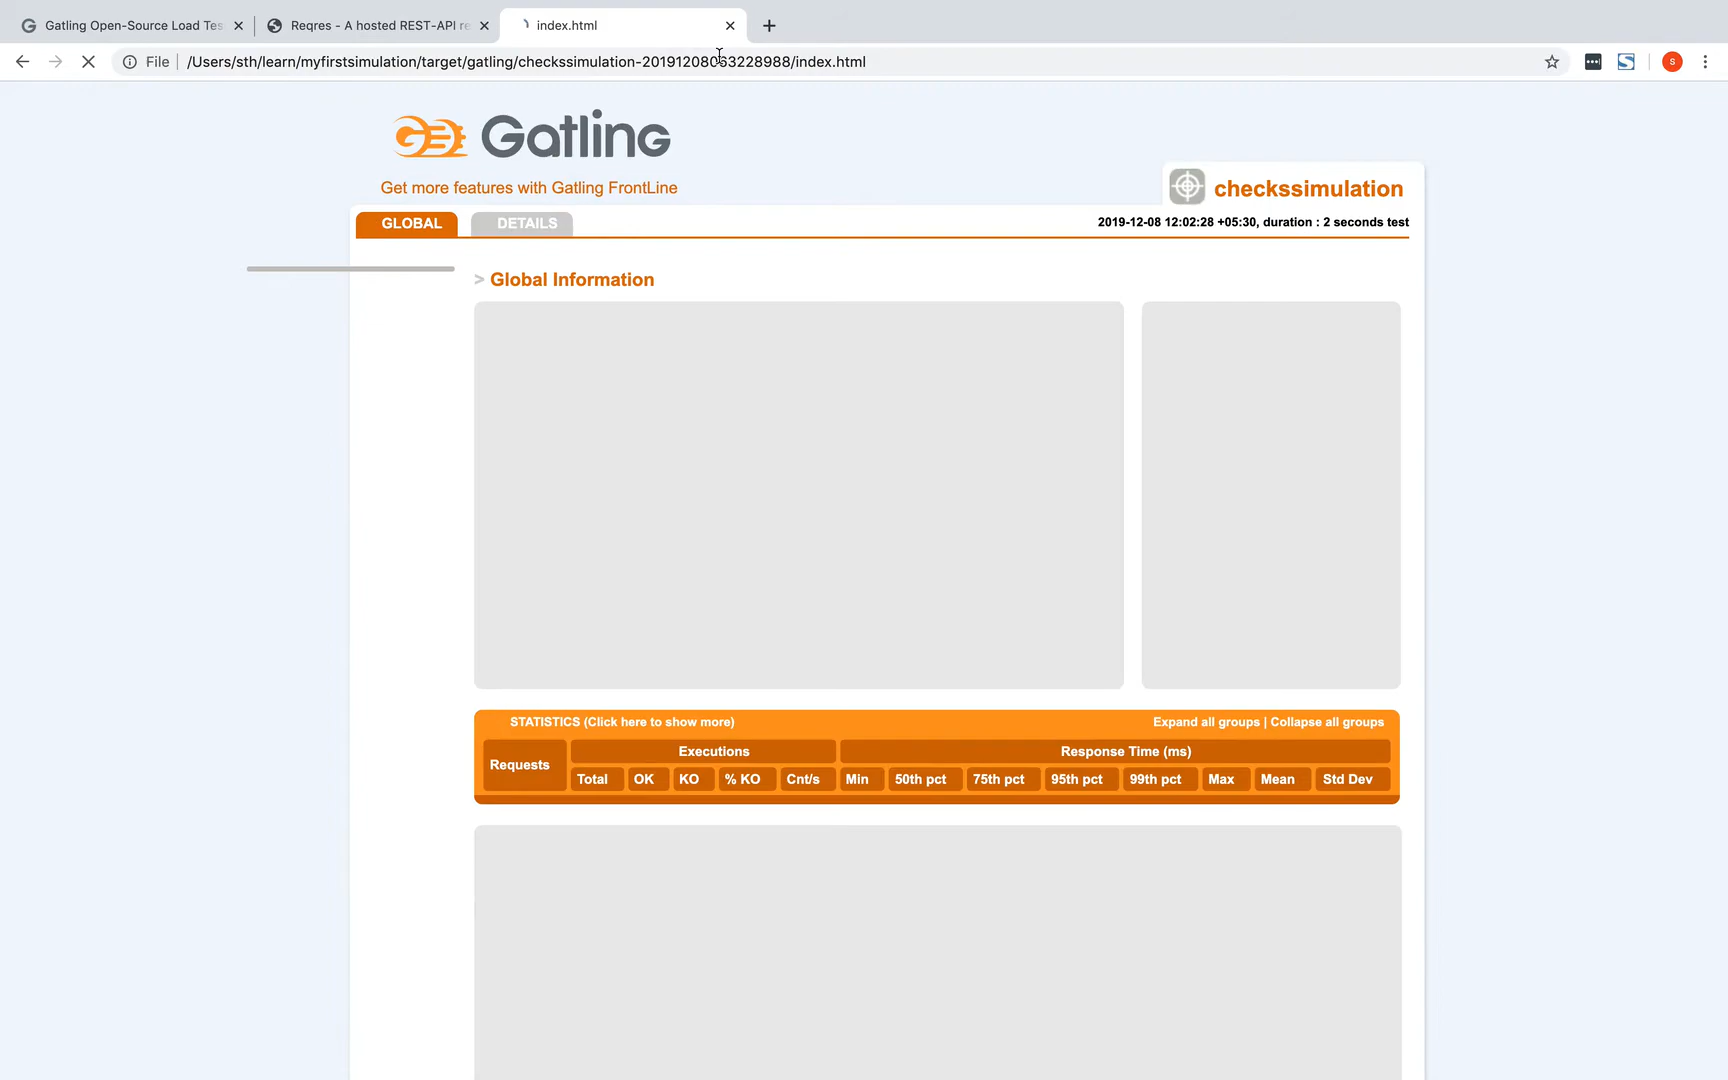 Gatling Open-Source Load Tes
Reqres - A hosted REST-API re
index.html
File
/Users/sth/learn/myfirstsimulation/target/gatling/checkssimulation-20191208063228988/index.html
S
Gatling
Get more features with Gatling FrontLine
checkssimulation
GLOBAL
DETAILS
2019-12-08 12:02:28 +05:30, duration : 2 seconds test
> Global Information
STATISTICS (Click here to show more)
Expand all groups | Collapse all groups
Requests
Executions
Response Time (ms)
Total
OK
KO
% KO
Cnt/s
Min
50th pct
75th pct
95th pct
99th pct
Max
Mean
Std Dev